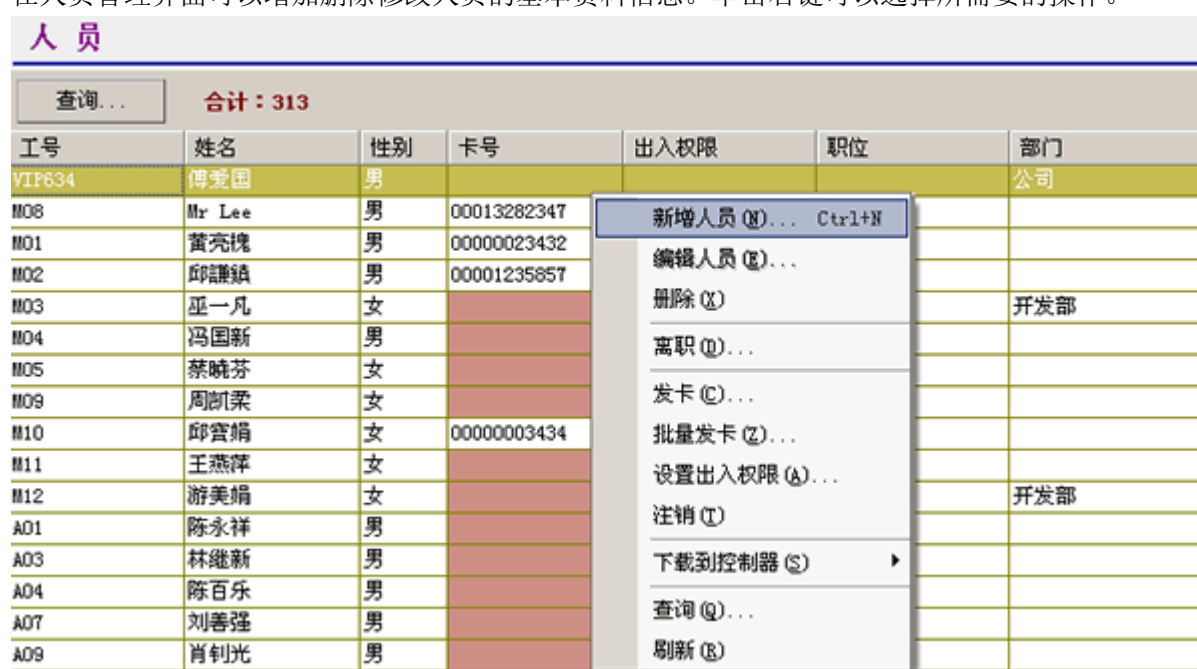 人 员
查询... 合计：313
工号 姓名 性别 卡号 出入权限 职位 部门
VIP634 傅爱国 男 公司
M08 Mr Lee 男 00013282347
M01 黄亮瑰 男 00000023432
M02 邱謙鎮 男 00001235857
M03 巫一凡 女 开发部
M04 冯国新 男
M05 蔡曉芬 女
M09 周凯柔 女
M10 邱寶娟 女 00000003434
M11 王燕萍 女
M12 游美娟 女 开发部
A01 陈永祥 男
A03 林继新 男
A04 陈百乐 男
A07 刘善强 男
A09 肖钊光 男
新增人员(N)... Ctrl+N
编辑人员(E)...
删除(X)
离职(D)...
发卡(C)...
批量发卡(Z)...
设置出入权限(A)...
注销(T)
下载到控制器(S)
查询(Q)...
刷新(R)